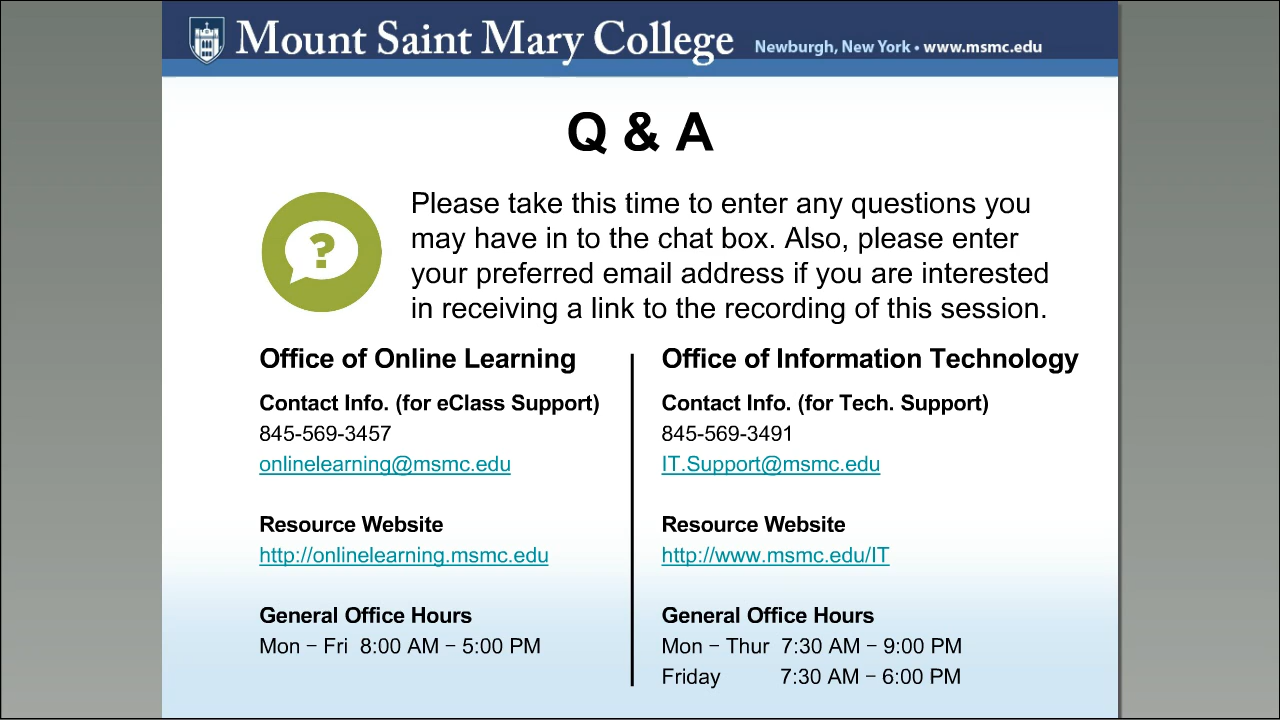 Mount Saint Mary College Newburgh, New York • www.msmc.edu
Q & A
?
Please take this time to enter any questions you
may have in to the chat box. Also, please enter
your preferred email address if you are interested
in receiving a link to the recording of this session.
Office of Online Learning
Contact Info. (for eClass Support)
845-569-3457
onlinelearning@msmc.edu
Resource Website
http://onlinelearning.msmc.edu
General Office Hours
Mon – Fri 8:00 AM – 5:00 PM
Office of Information Technology
Contact Info. (for Tech. Support)
845-569-3491
IT.Support@msmc.edu
Resource Website
http://www.msmc.edu/IT
General Office Hours
Mon – Thur 7:30 AM – 9:00 PM
Friday 7:30 AM – 6:00 PM